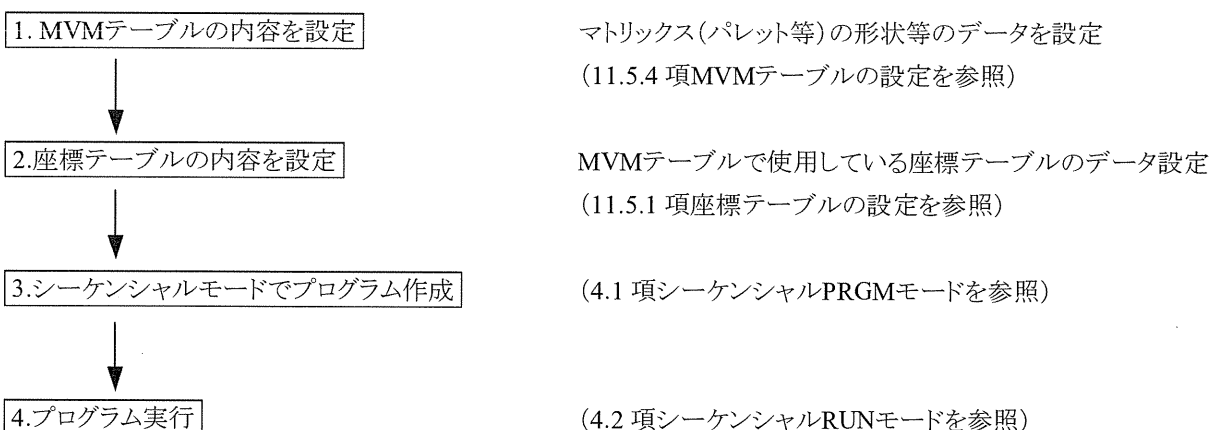 1. MVMテーブルの内容を設定
マトリックス(パレット等)の形状等のデータを設定
(11.5.4 項MVMテーブルの設定を参照)
2.座標テーブルの内容を設定
MVMテーブルで使用している座標テーブルのデータ設定
(11.5.1 項座標テーブルの設定を参照)
3.シーケンシャルモードでプログラム作成
(4.1 項シーケンシャルPRGMモードを参照)
4.プログラム実行
(4.2 項シーケンシャルRUNモードを参照)